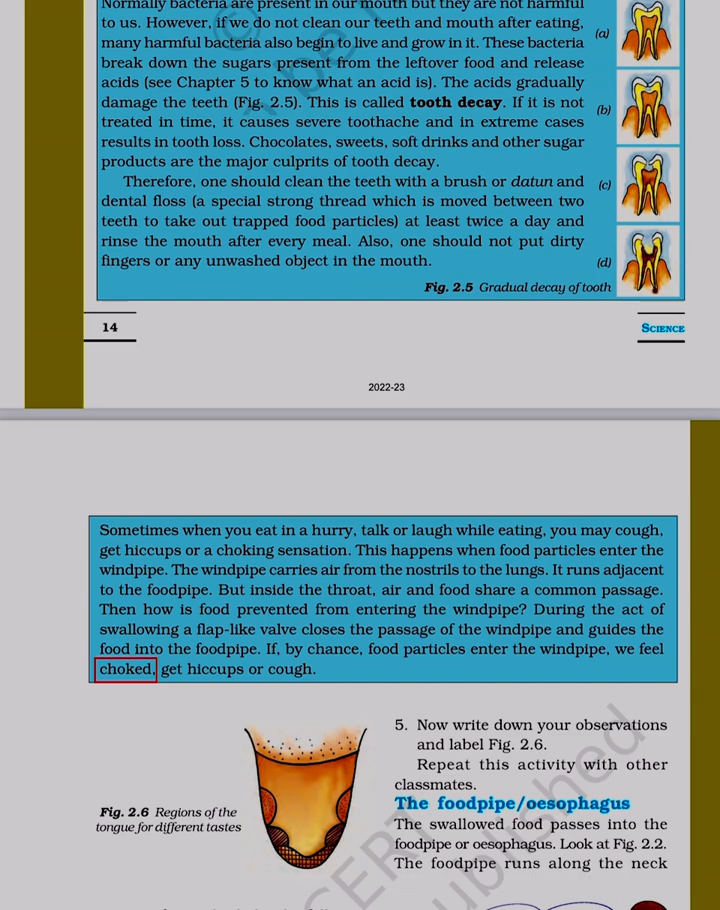 Normally bacteria are present in our mouth but they are not harmful
to us. However, if we do not clean our teeth and mouth after eating,
many harmful bacteria also begin to live and grow in it. These bacteria
break down the sugars present from the leftover food and release
acids (see Chapter 5 to know what an acid is). The acids gradually
damage the teeth (Fig. 2.5). This is called tooth decay. If it is not
treated in time, it causes severe toothache and in extreme cases
results in tooth loss. Chocolates, sweets, soft drinks and other sugar
products are the major culprits of tooth decay.
Therefore, one should clean the teeth with a brush or datun and
dental floss (a special strong thread which is moved between two
teeth to take out trapped food particles) at least twice a day and
rinse the mouth after every meal. Also, one should not put dirty
fingers or any unwashed object in the mouth.
(a)
(b)
(c)
(d)
Fig. 2.5 Gradual decay of tooth
14
SCIENCE
2022-23
Sometimes when you eat in a hurry, talk or laugh while eating, you may cough,
get hiccups or a choking sensation. This happens when food particles enter the
windpipe. The windpipe carries air from the nostrils to the lungs. It runs adjacent
to the foodpipe. But inside the throat, air and food share a common passage.
Then how is food prevented from entering the windpipe? During the act of
swallowing a flap-like valve closes the passage of the windpipe and guides the
food into the foodpipe. If, by chance, food particles enter the windpipe, we feel
choked, get hiccups or cough.
Fig. 2.6 Regions of the
tongue for different tastes
5. Now write down your observations
and label Fig. 2.6.
Repeat this activity with other
classmates.
The foodpipe/oesophagus
The swallowed food passes into the
foodpipe or oesophagus. Look at Fig. 2.2.
The foodpipe runs along the neck